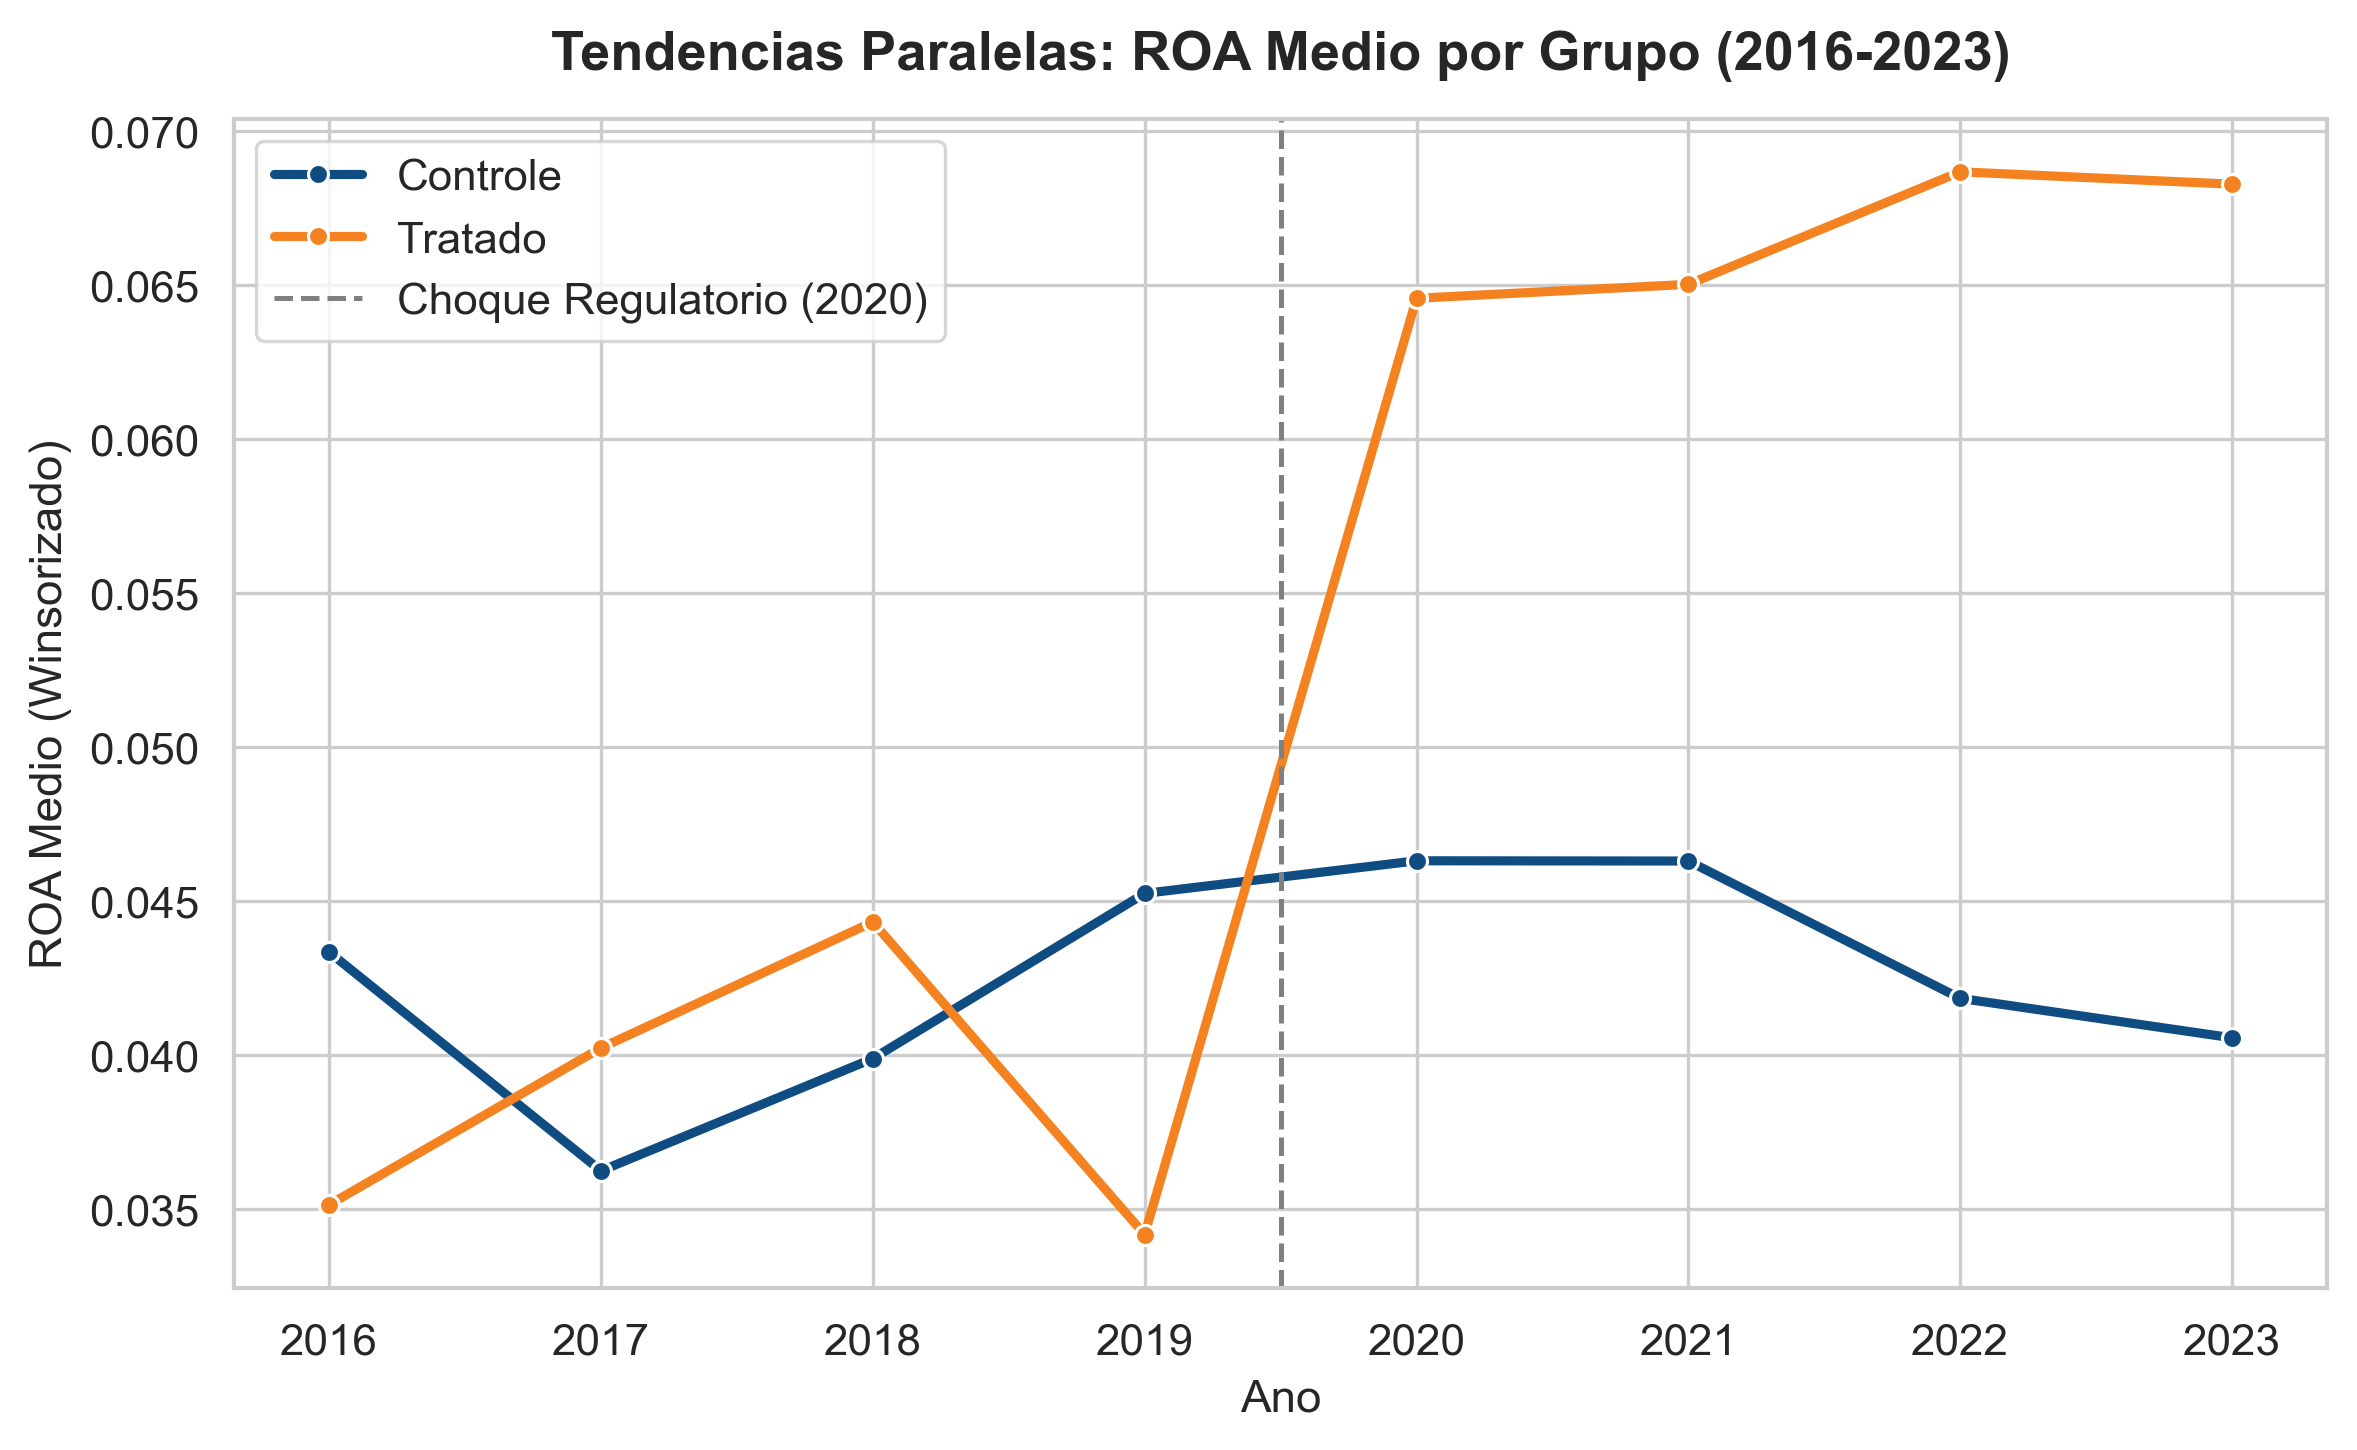 Tendencias Paralelas: ROA Medio por Grupo (2016-2023)
0.070
0.065
0.060
0.055
0.050
0.045
0.040
0.035
ROA Medio (Winsorizado)
Controle
Tratado
Choque Regulatorio (2020)
2016 2017 2018 2019 2020 2021 2022 2023
Ano